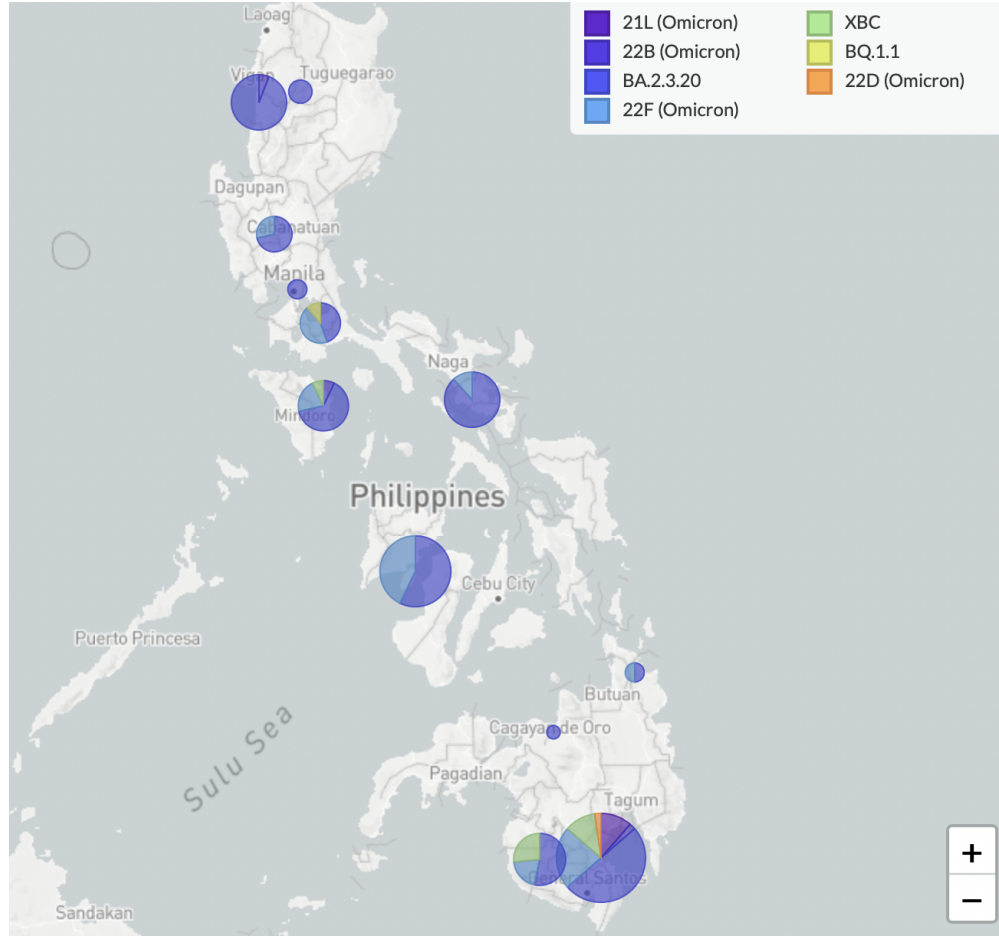 Laoag
21L (Omicron)
XBC
22B (Omicron)
BQ.1.1
BA.2.3.20
22D (Omicron)
22F (Omicron)
Vigan
Tuguegarao
Dagupan
Cabanatuan
Manila
Naga
Mindoro
Philippines
Cebu City
Puerto Princesa
Butuan
Sulu Sea
Cagayan de Oro
Pagadian
Tagum
General Santos
Sandakan
+
−